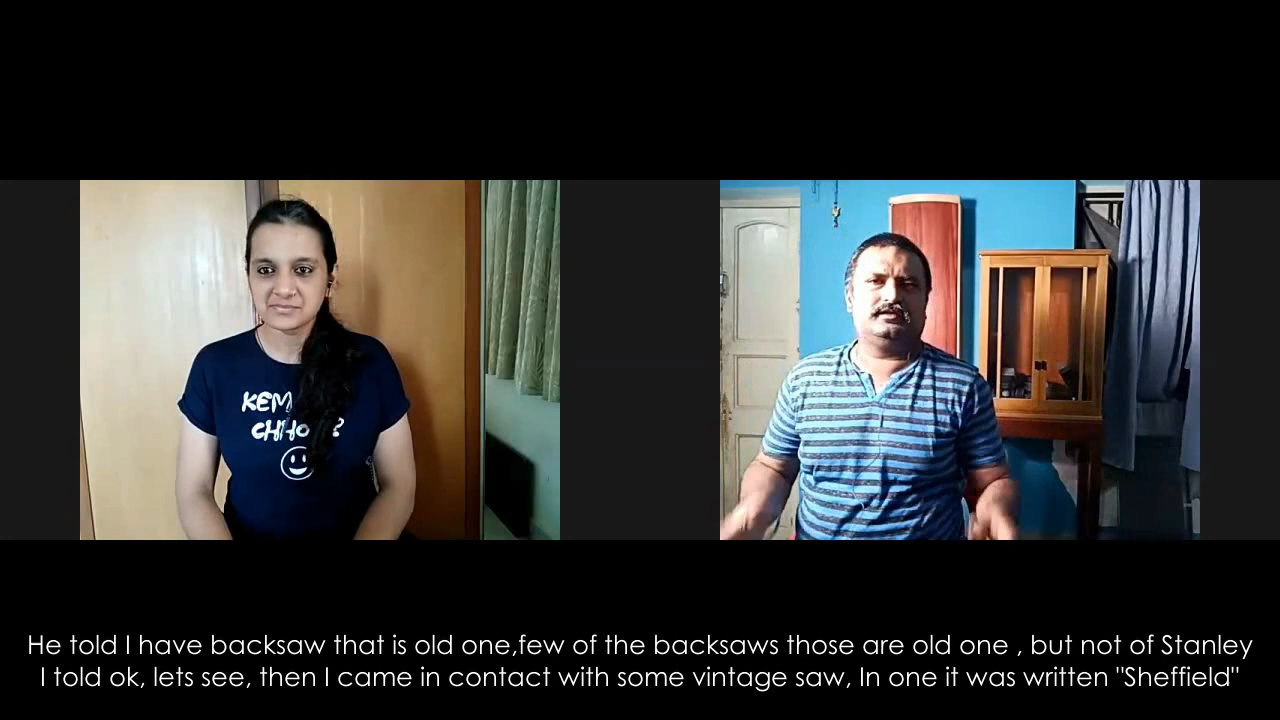 KEM
CHHO ?
He told I have backsaw that is old one,few of the backsaws those are old one , but not of Stanley
I told ok, lets see, then I came in contact with some vintage saw, In one it was written "Sheffield"